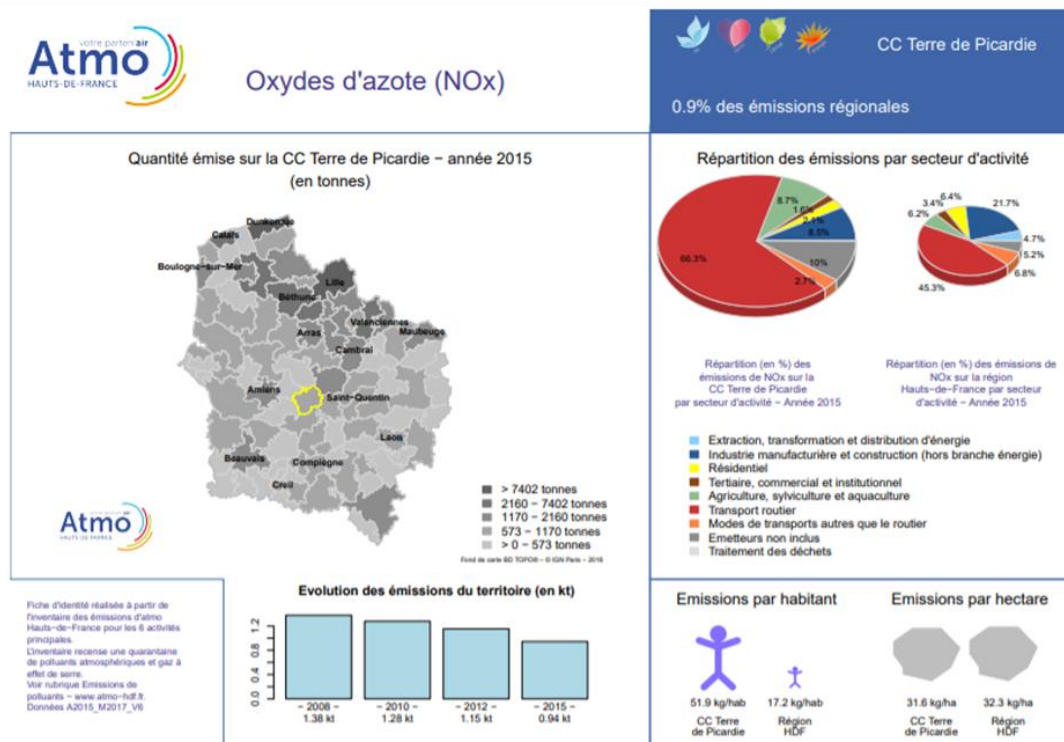 votre parten'air
Atmo
HAUTS-DE-FRANCE
Oxydes d'azote (NOx)
CC Terre de Picardie
0.9% des émissions régionales
Quantité émise sur la CC Terre de Picardie − année 2015
(en tonnes)
Dunkerque
Calais
Boulogne−sur−Mer
Lille
Béthune
Valenciennes
Arras
Maubeuge
Cambrai
Amiens
Saint−Quentin
Laon
Beauvais
Compiègne
Creil
> 7402 tonnes
2160 − 7402 tonnes
1170 − 2160 tonnes
573 − 1170 tonnes
> 0 − 573 tonnes
Fond de carte BD TOPO® − © IGN Paris − 2016
Atmo
HAUTS-DE-FRANCE
Répartition des émissions par secteur d'activité
8.7%
1.6%
2.1%
8.5%
66.3%
10%
2.7%
6.4%
3.4%
21.7%
6.2%
4.7%
5.2%
6.8%
45.3%
Répartition (en %) des
émissions de NOx sur la
CC Terre de Picardie
par secteur d'activité − Année 2015
Répartition (en %) des émissions de
NOx sur la région
Hauts−de−France par secteur
d'activité − Année 2015
Extraction, transformation et distribution d'énergie
Industrie manufacturière et construction (hors branche énergie)
Résidentiel
Tertiaire, commercial et institutionnel
Agriculture, sylviculture et aquaculture
Transport routier
Modes de transports autres que le routier
Emetteurs non inclus
Traitement des déchets
Fiche d'identité réalisée à partir de
l'inventaire des émissions d'atmo
Hauts−de−France pour les 6 activités
principales.
L'inventaire recense une quarantaine
de polluants atmosphériques et gaz à
effet de serre.
Voir rubrique Emissions de
polluants − www.atmo−hdf.fr.
Données A2015_M2017_V6
Evolution des émissions du territoire (en kt)
1.2
0.8
0.4
0.0
− 2008 −
1.38 kt
− 2010 −
1.28 kt
− 2012 −
1.15 kt
− 2015 −
0.94 kt
Emissions par habitant
51.9 kg/hab
CC Terre
de Picardie
17.2 kg/hab
Région
HDF
Emissions par hectare
31.6 kg/ha
CC Terre
de Picardie
32.3 kg/ha
Région
HDF